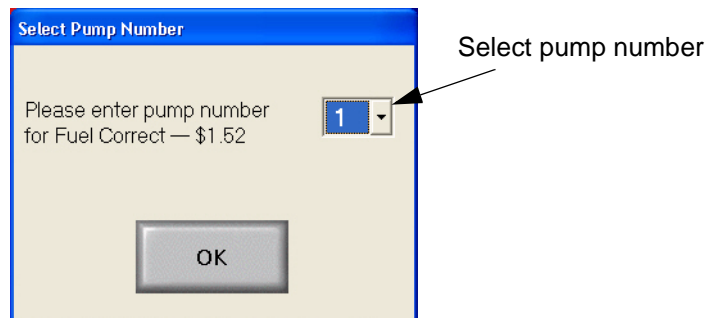 Select Pump Number
Select pump number
Please enter pump number
for Fuel Correct — $1.52
1
OK